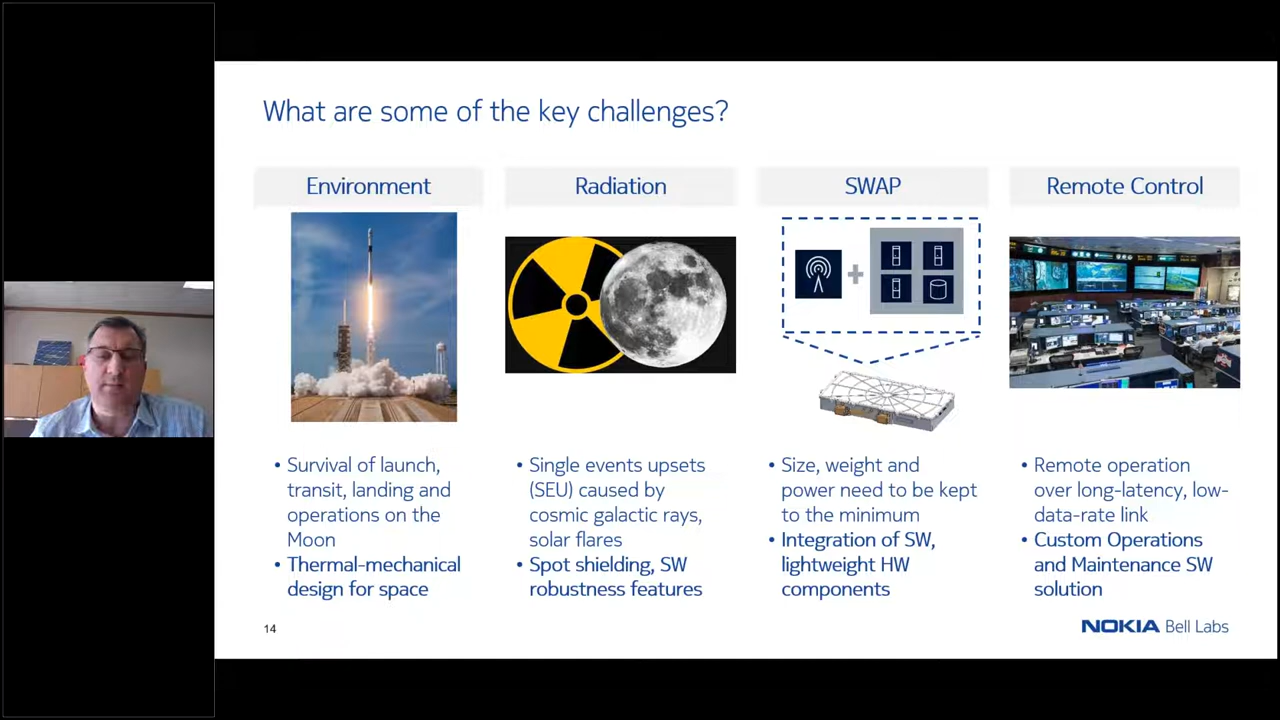 What are some of the key challenges?
Environment
Radiation
SWAP
Remote Control
• Survival of launch,
transit, landing and
operations on the
Moon
• Thermal-mechanical
design for space
• Single events upsets
(SEU) caused by
cosmic galactic rays,
solar flares
• Spot shielding, SW
robustness features
• Size, weight and
power need to be kept
to the minimum
• Integration of SW,
lightweight HW
components
• Remote operation
over long-latency, low-
data-rate link
• Custom Operations
and Maintenance SW
solution
14
NOKIA Bell Labs